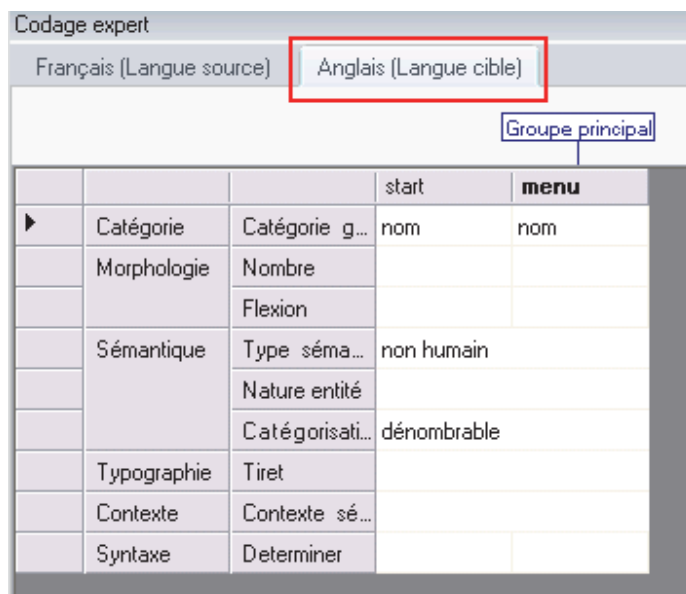 Codage expert
Français (Langue source) Anglais (Langue cible)
Groupe principal
start menu
Catégorie Catégorie g... nom nom
Morphologie Nombre
Flexion
Sémantique Type séma... non humain
Nature entité
Catégorisati... dénombrable
Typographie Tiret
Contexte Contexte sé...
Syntaxe Determiner